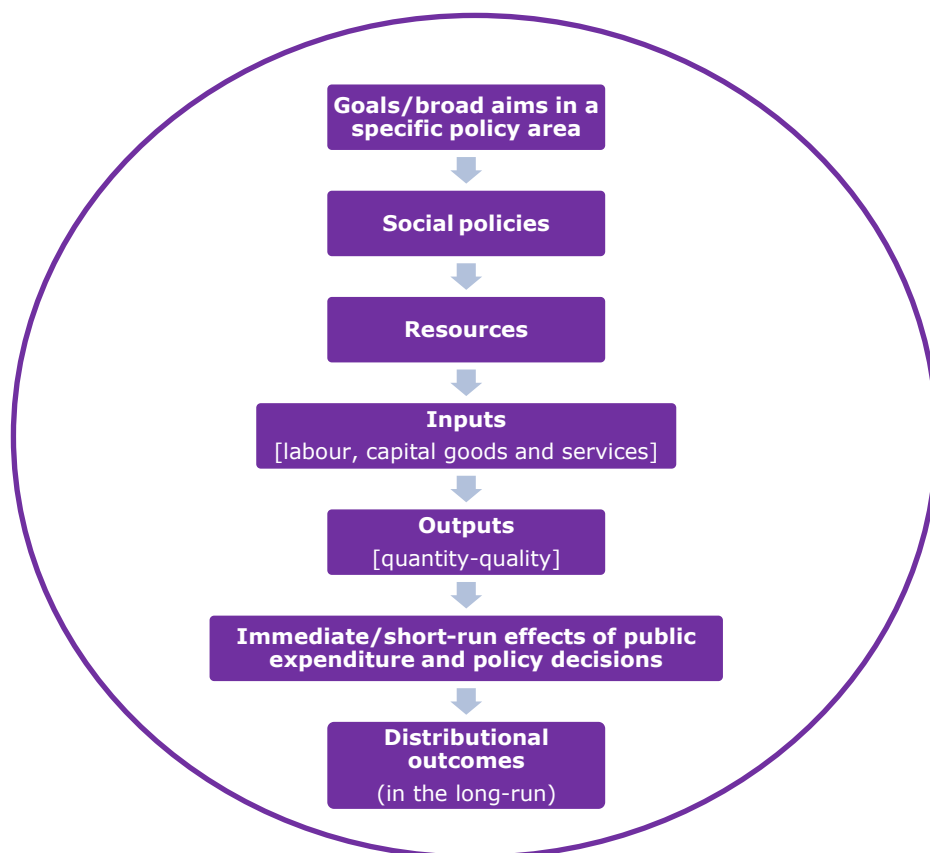 Goals/broad aims in a
specific policy area
Social policies
Resources
Inputs
[labour, capital goods and services]
Outputs
[quantity-quality]
Immediate/short-run effects of public
expenditure and policy decisions
Distributional
outcomes
(in the long-run)